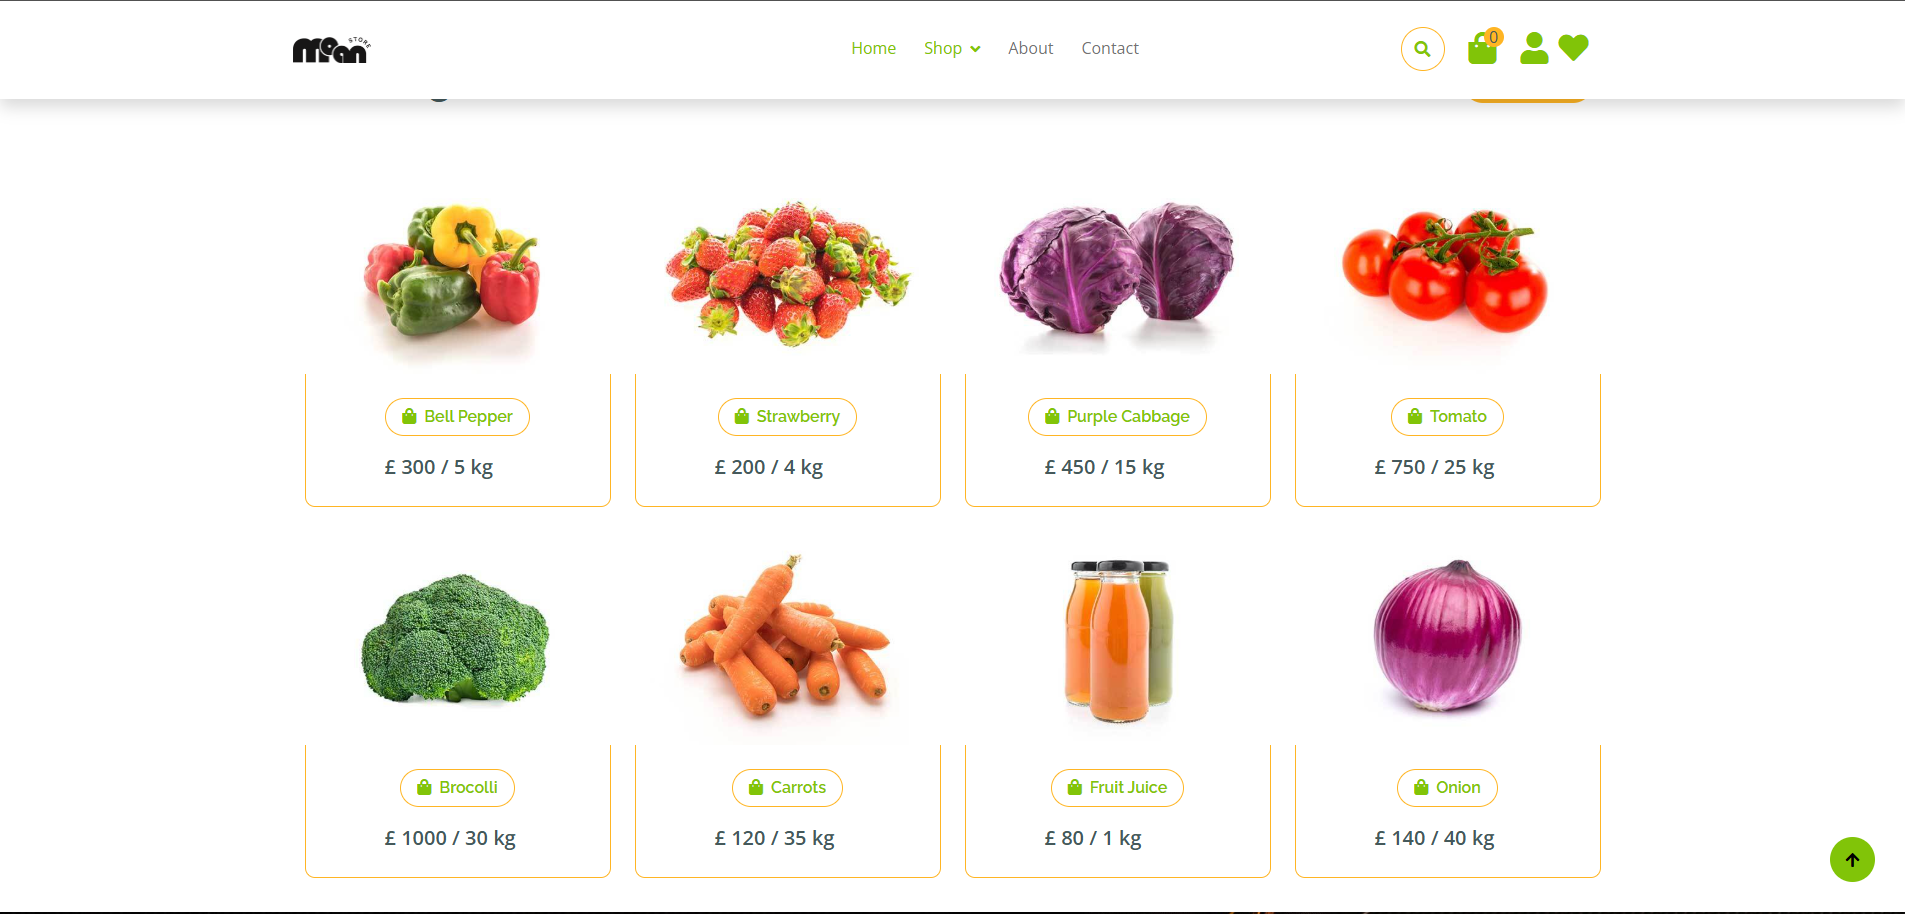 Moan STORE
Home Shop About Contact
0
Bell Pepper
£ 300 / 5 kg
Strawberry
£ 200 / 4 kg
Purple Cabbage
£ 450 / 15 kg
Tomato
£ 750 / 25 kg
Brocolli
£ 1000 / 30 kg
Carrots
£ 120 / 35 kg
Fruit Juice
£ 80 / 1 kg
Onion
£ 140 / 40 kg